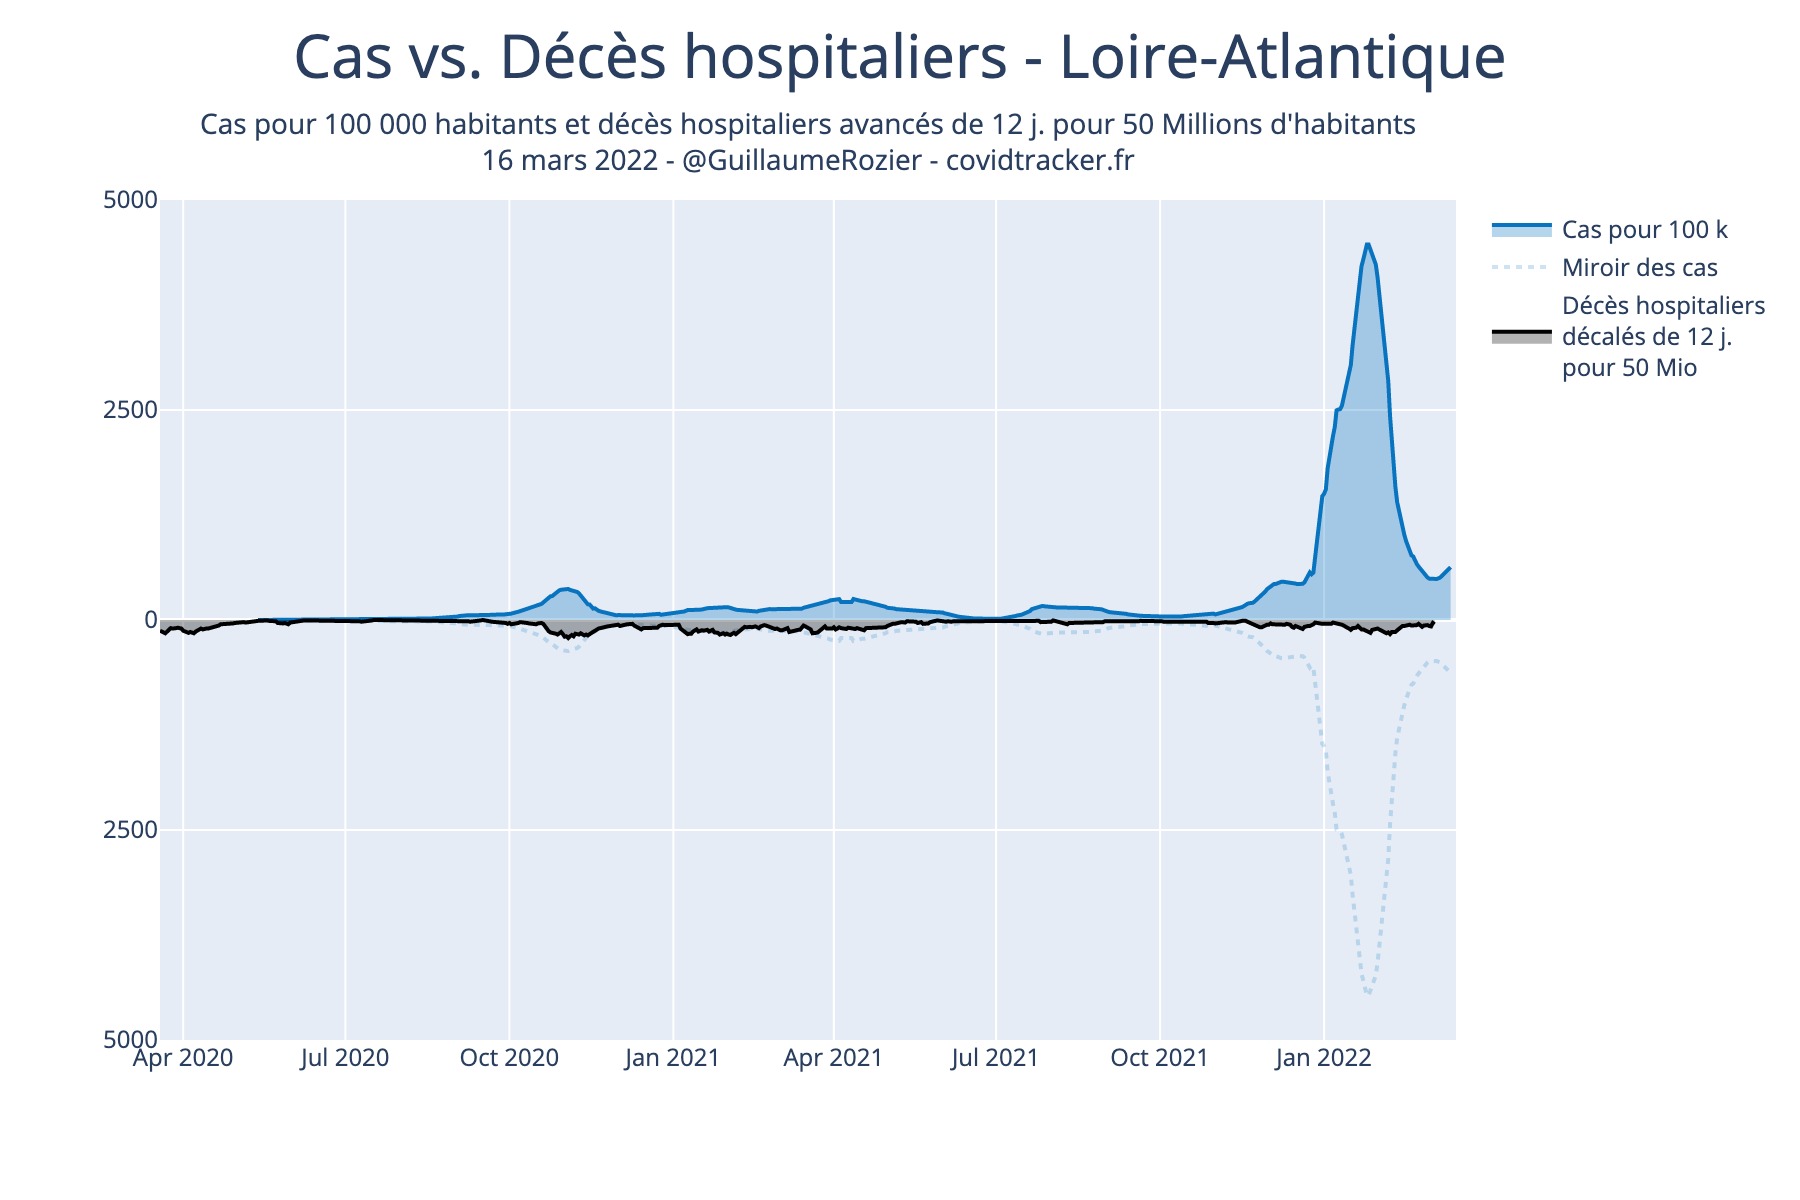 Cas vs. Décès hospitaliers - Loire-Atlantique
Cas pour 100 000 habitants et décès hospitaliers avancés de 12 j. pour 50 Millions d'habitants
16 mars 2022 - @GuillaumeRozier - covidtracker.fr
5000
2500
0
2500
5000
Apr 2020
Jul 2020
Oct 2020
Jan 2021
Apr 2021
Jul 2021
Oct 2021
Jan 2022
Cas pour 100 k
Miroir des cas
Décès hospitaliers
décalés de 12 j.
pour 50 Mio